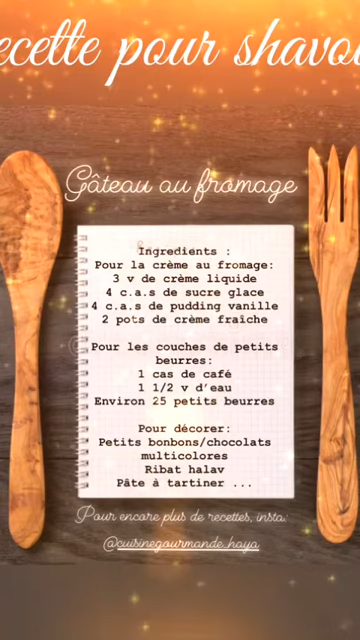 ecette pour shavou
Gâteau au fromage
Ingredients :
Pour la crème au fromage:
3 v de crème liquide
4 c.a.s de sucre glace
4 c.a.s de pudding vanille
2 pots de crème fraîche
Pour les couches de petits
beurres:
1 cas de café
1 1/2 v d'eau
Environ 25 petits beurres
Pour décorer:
Petits bonbons/chocolats
multicolores
Ribat halav
Pâte à tartiner ...
Pour encore plus de recettes, insta:
@cuisinegourmande_haya